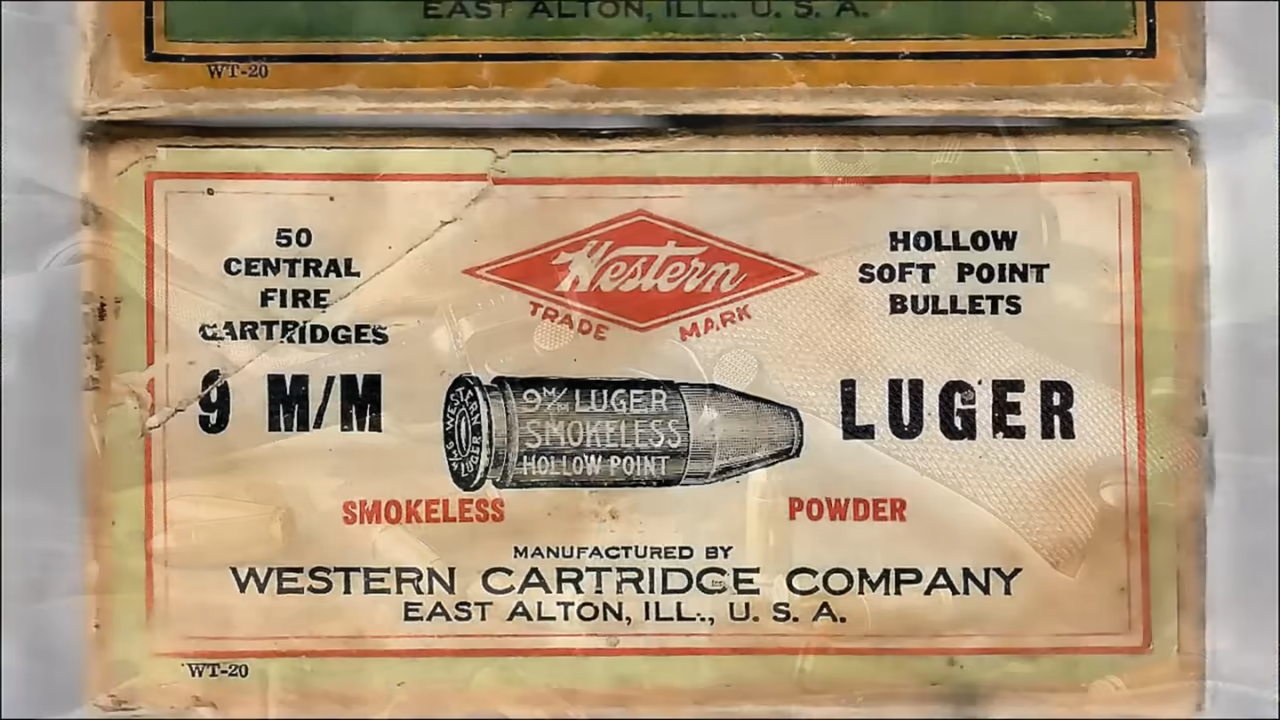 EAST ALTON, ILL., U. S. A.
WT-20
50
CENTRAL
FIRE
CARTRIDGES
Western
TRADE MARK
HOLLOW
SOFT POINT
BULLETS
9 M/M
LUGER
9 M/M LUGER
SMOKELESS
HOLLOW POINT
WESTERN
9 M/M
LUGER
SMOKELESS
POWDER
MANUFACTURED BY
WESTERN CARTRIDGE COMPANY
EAST ALTON, ILL., U. S. A.
WT-20